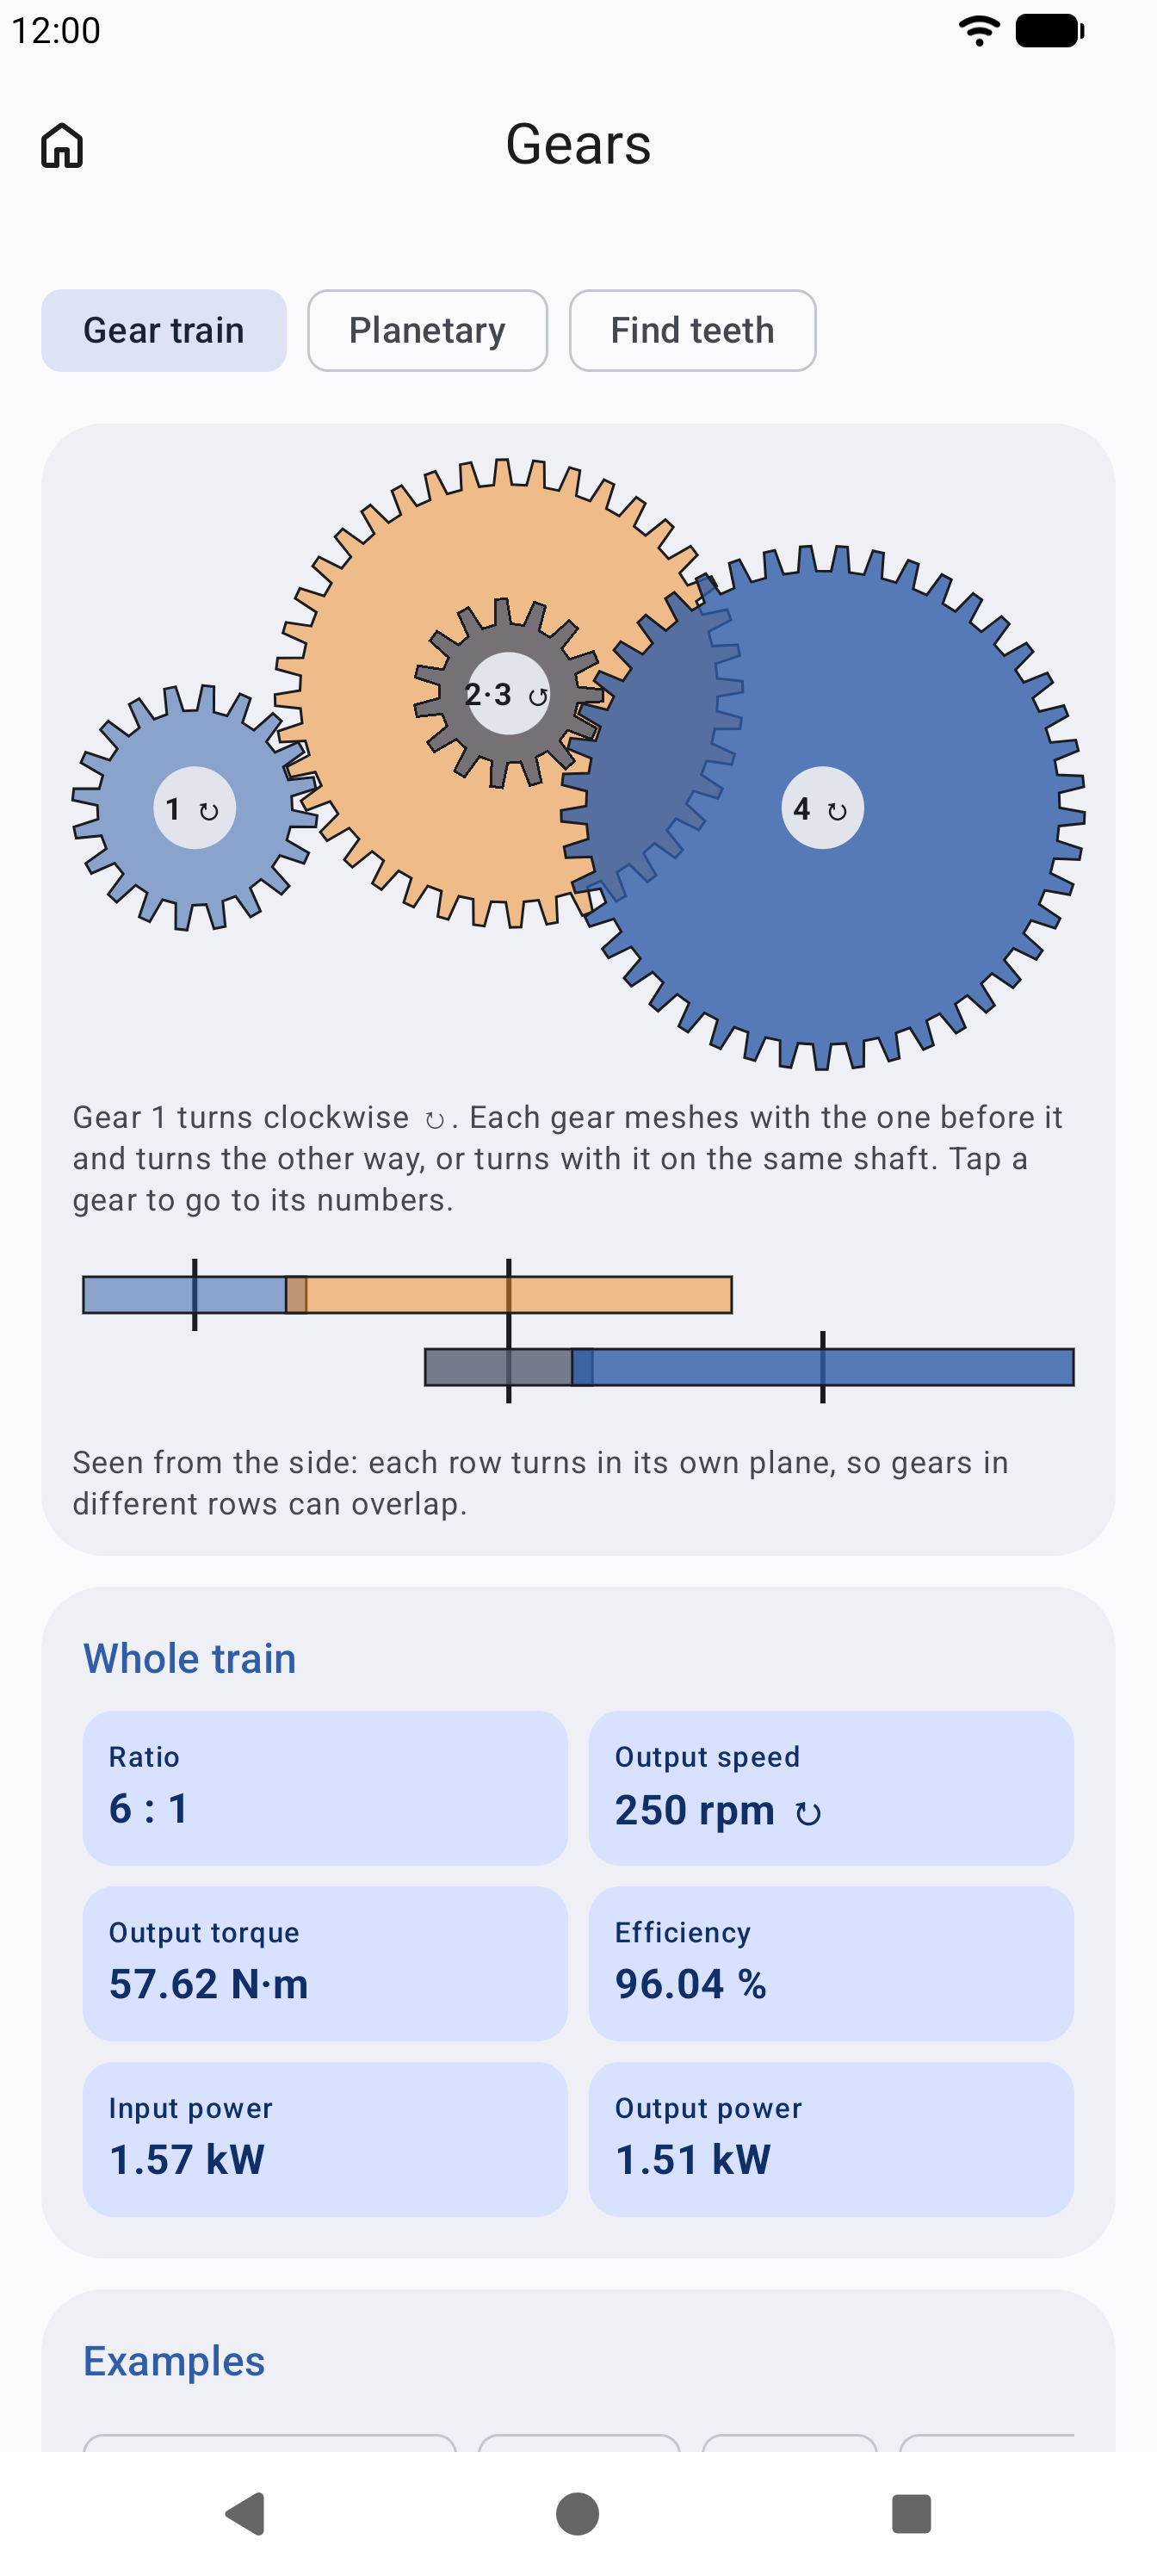 12:00
Gears
Gear train
Planetary
Find teeth
1 ↻
2·3 ↺
4 ↻
Gear 1 turns clockwise ↻. Each gear meshes with the one before it
and turns the other way, or turns with it on the same shaft. Tap a
gear to go to its numbers.
Seen from the side: each row turns in its own plane, so gears in
different rows can overlap.
Whole train
Ratio
6 : 1
Output speed
250 rpm ↻
Output torque
57.62 N·m
Efficiency
96.04 %
Input power
1.57 kW
Output power
1.51 kW
Examples